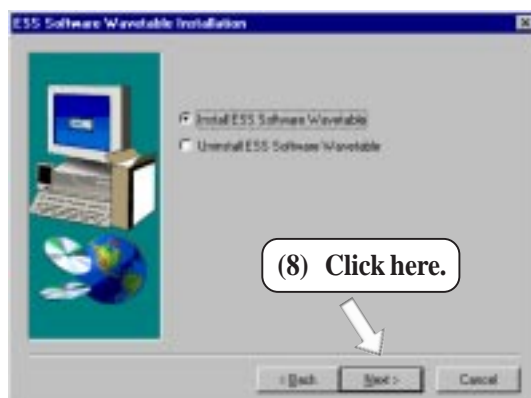 ESS Software Wavetable Installation
Install ESS Software Wavetable
Uninstall ESS Software Wavetable
(8) Click here.
< Back Next > Cancel